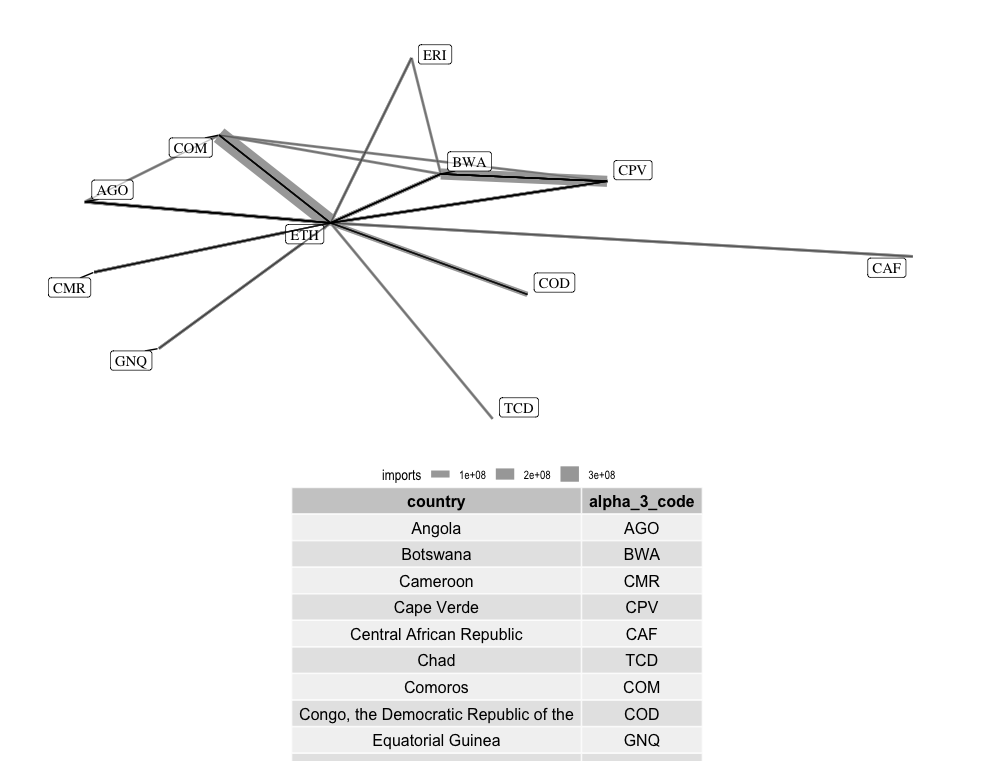 ERI
COM
BWA
CPV
AGO
ETH
CAF
CMR
COD
GNQ
TCD
imports 1e+08 2e+08 3e+08
country alpha_3_code
Angola AGO
Botswana BWA
Cameroon CMR
Cape Verde CPV
Central African Republic CAF
Chad TCD
Comoros COM
Congo, the Democratic Republic of the COD
Equatorial Guinea GNQ